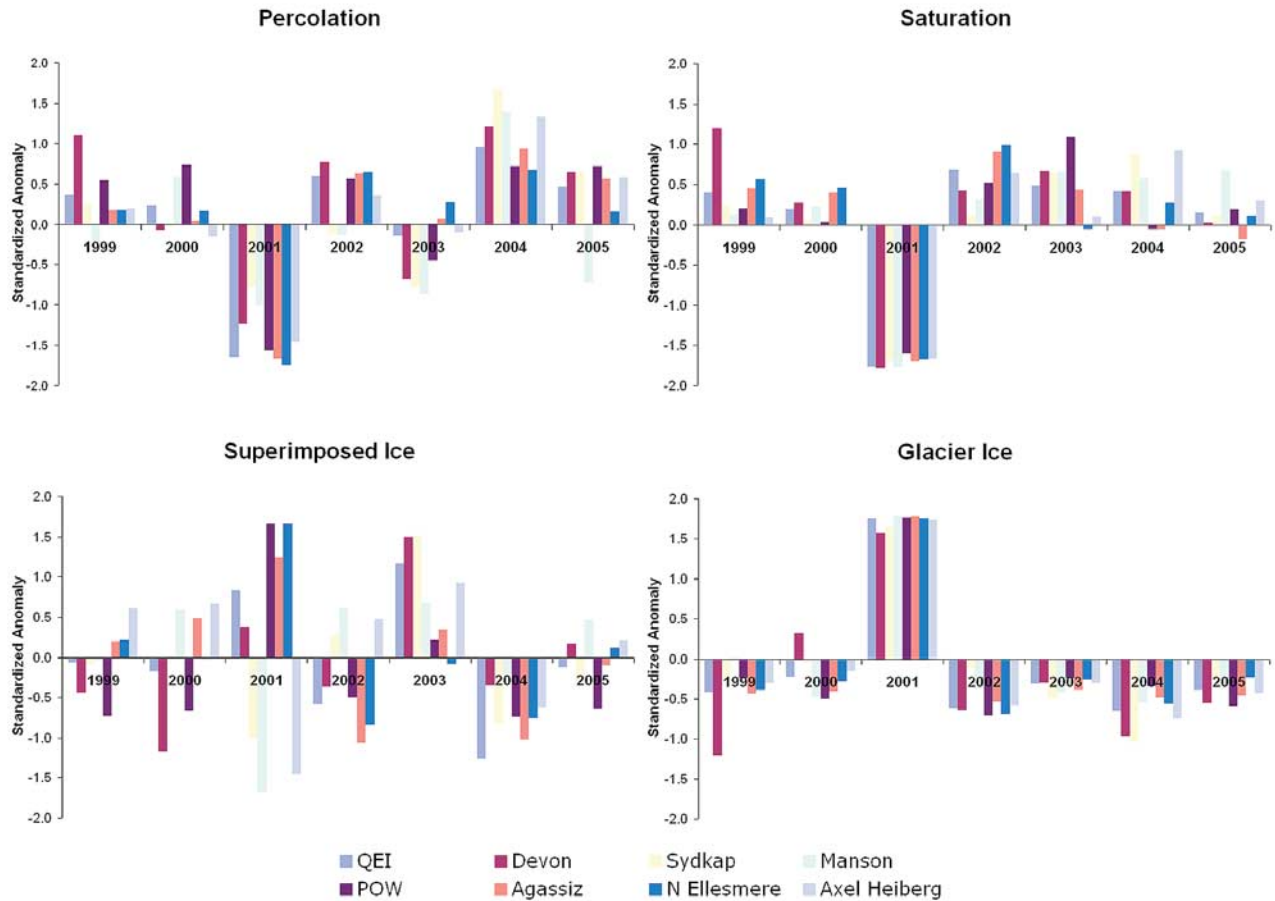 Percolation
Saturation
2.0
1.5
1.0
0.5
0.0
-0.5
-1.0
-1.5
-2.0
Standardized Anomaly
1999 2000 2001 2002 2003 2004 2005
2.0
1.5
1.0
0.5
0.0
-0.5
-1.0
-1.5
-2.0
Standardized Anomaly
1999 2000 2001 2002 2003 2004 2005
Superimposed Ice
Glacier Ice
2.0
1.5
1.0
0.5
0.0
-0.5
-1.0
-1.5
-2.0
Standardized Anomaly
1999 2000 2001 2002 2003 2004 2005
2.0
1.5
1.0
0.5
0.0
-0.5
-1.0
-1.5
-2.0
Standardized Anomaly
1999 2000 2001 2002 2003 2004 2005
QEI Devon Sydkap Manson
POW Agassiz N Ellesmere Axel Heiberg